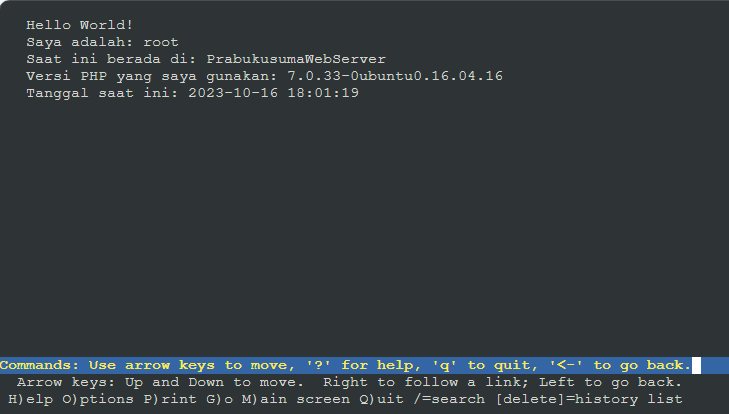 Hello World!
Saya adalah: root
Saat ini berada di: PrabukusumaWebServer
Versi PHP yang saya gunakan: 7.0.33-0ubuntu0.16.04.16
Tanggal saat ini: 2023-10-16 18:01:19
Commands: Use arrow keys to move, '?' for help, 'q' to quit, '<-' to go back.
Arrow keys: Up and Down to move.  Right to follow a link; Left to go back.
H)elp O)ptions P)rint G)o M)ain screen Q)uit /=search [delete]=history list